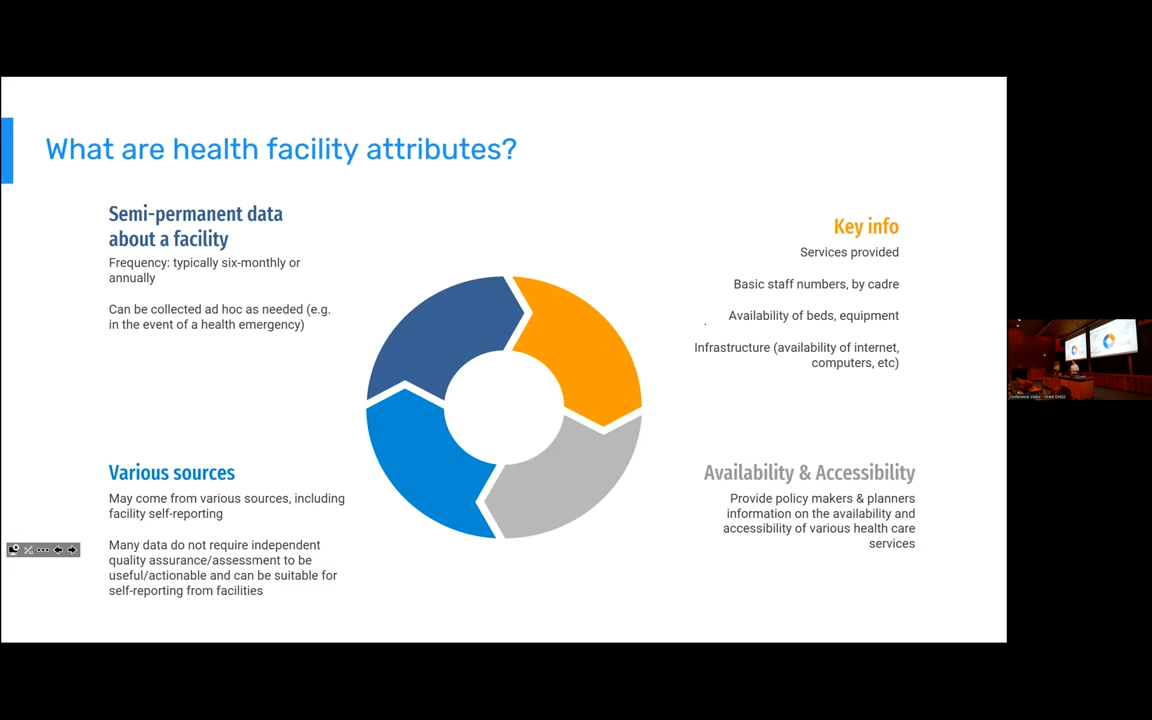 What are health facility attributes?
Semi-permanent data
about a facility
Frequency: typically six-monthly or
annually
Can be collected ad hoc as needed (e.g.
in the event of a health emergency)
Key info
Services provided
Basic staff numbers, by cadre
Availability of beds, equipment
Infrastructure (availability of internet,
computers, etc)
Various sources
May come from various sources, including
facility self-reporting
Many data do not require independent
quality assurance/assessment to be
useful/actionable and can be suitable for
self-reporting from facilities
Availability & Accessibility
Provide policy makers & planners
information on the availability and
accessibility of various health care
services
Conference Video - Grant DHIS2